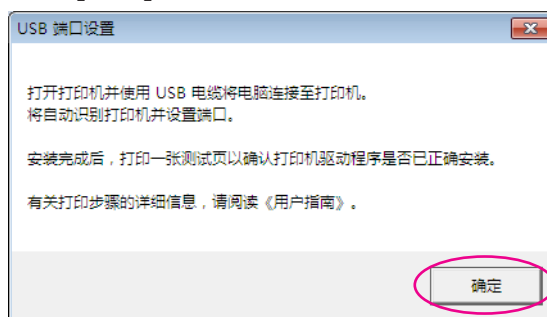 USB 端口设置
打开打印机并使用 USB 电缆将电脑连接至打印机。
将自动识别打印机并设置端口。
安装完成后，打印一张测试页以确认打印机驱动程序是否已正确安装。
有关打印步骤的详细信息，请阅读《用户指南》。
确定